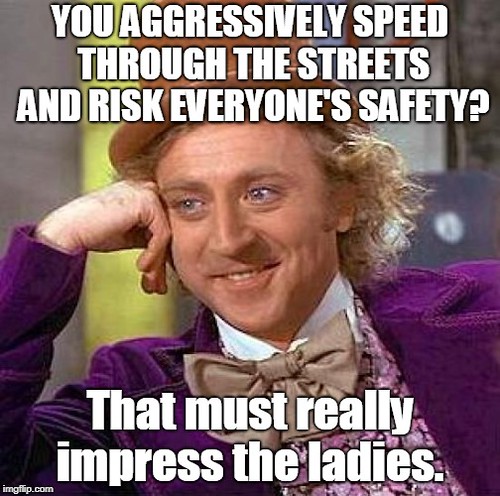 YOU AGGRESSIVELY SPEED
THROUGH THE STREETS
AND RISK EVERYONE'S SAFETY?
That must really
impress the ladies.
imgflip.com